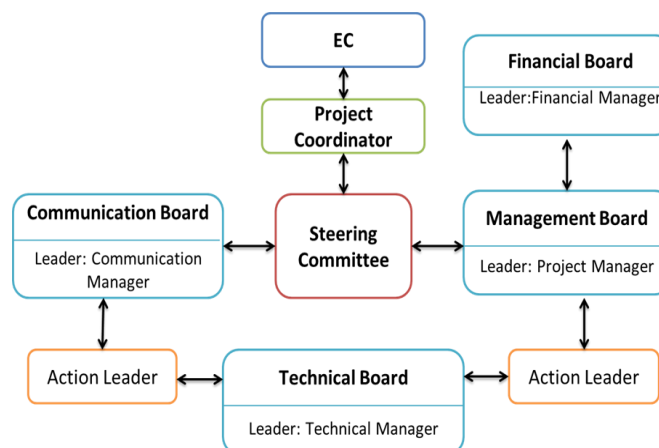 EC
Financial Board
Leader:Financial Manager
Project
Coordinator
Communication Board
Leader: Communication
Manager
Steering
Committee
Management Board
Leader: Project Manager
Action Leader
Technical Board
Leader: Technical Manager
Action Leader